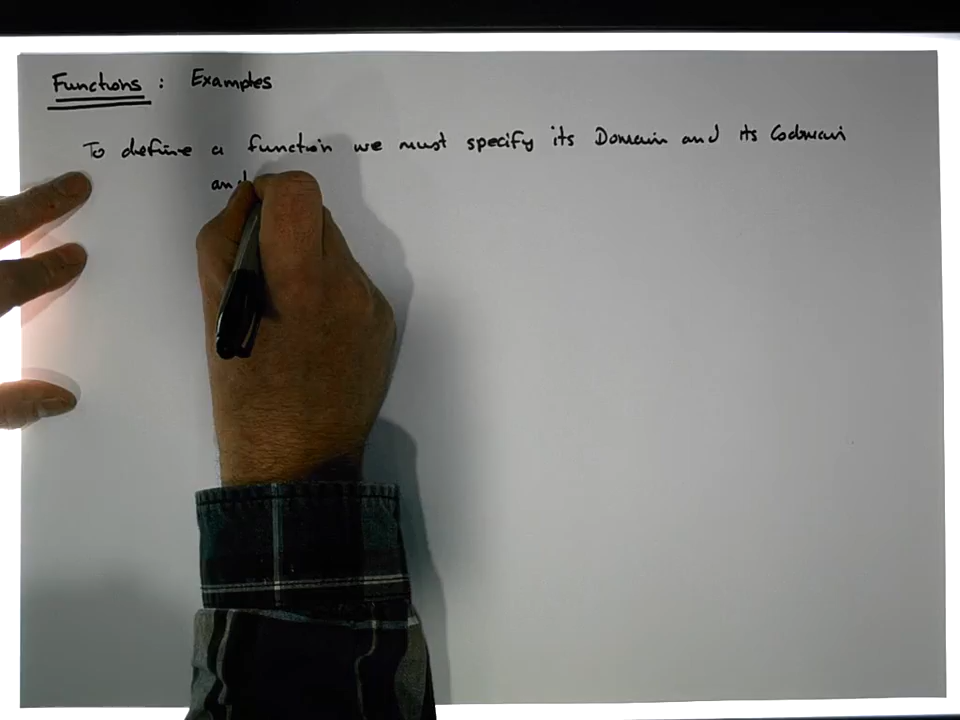 Functions : Examples
To define a function we must specify its Domain and its Codomain
and